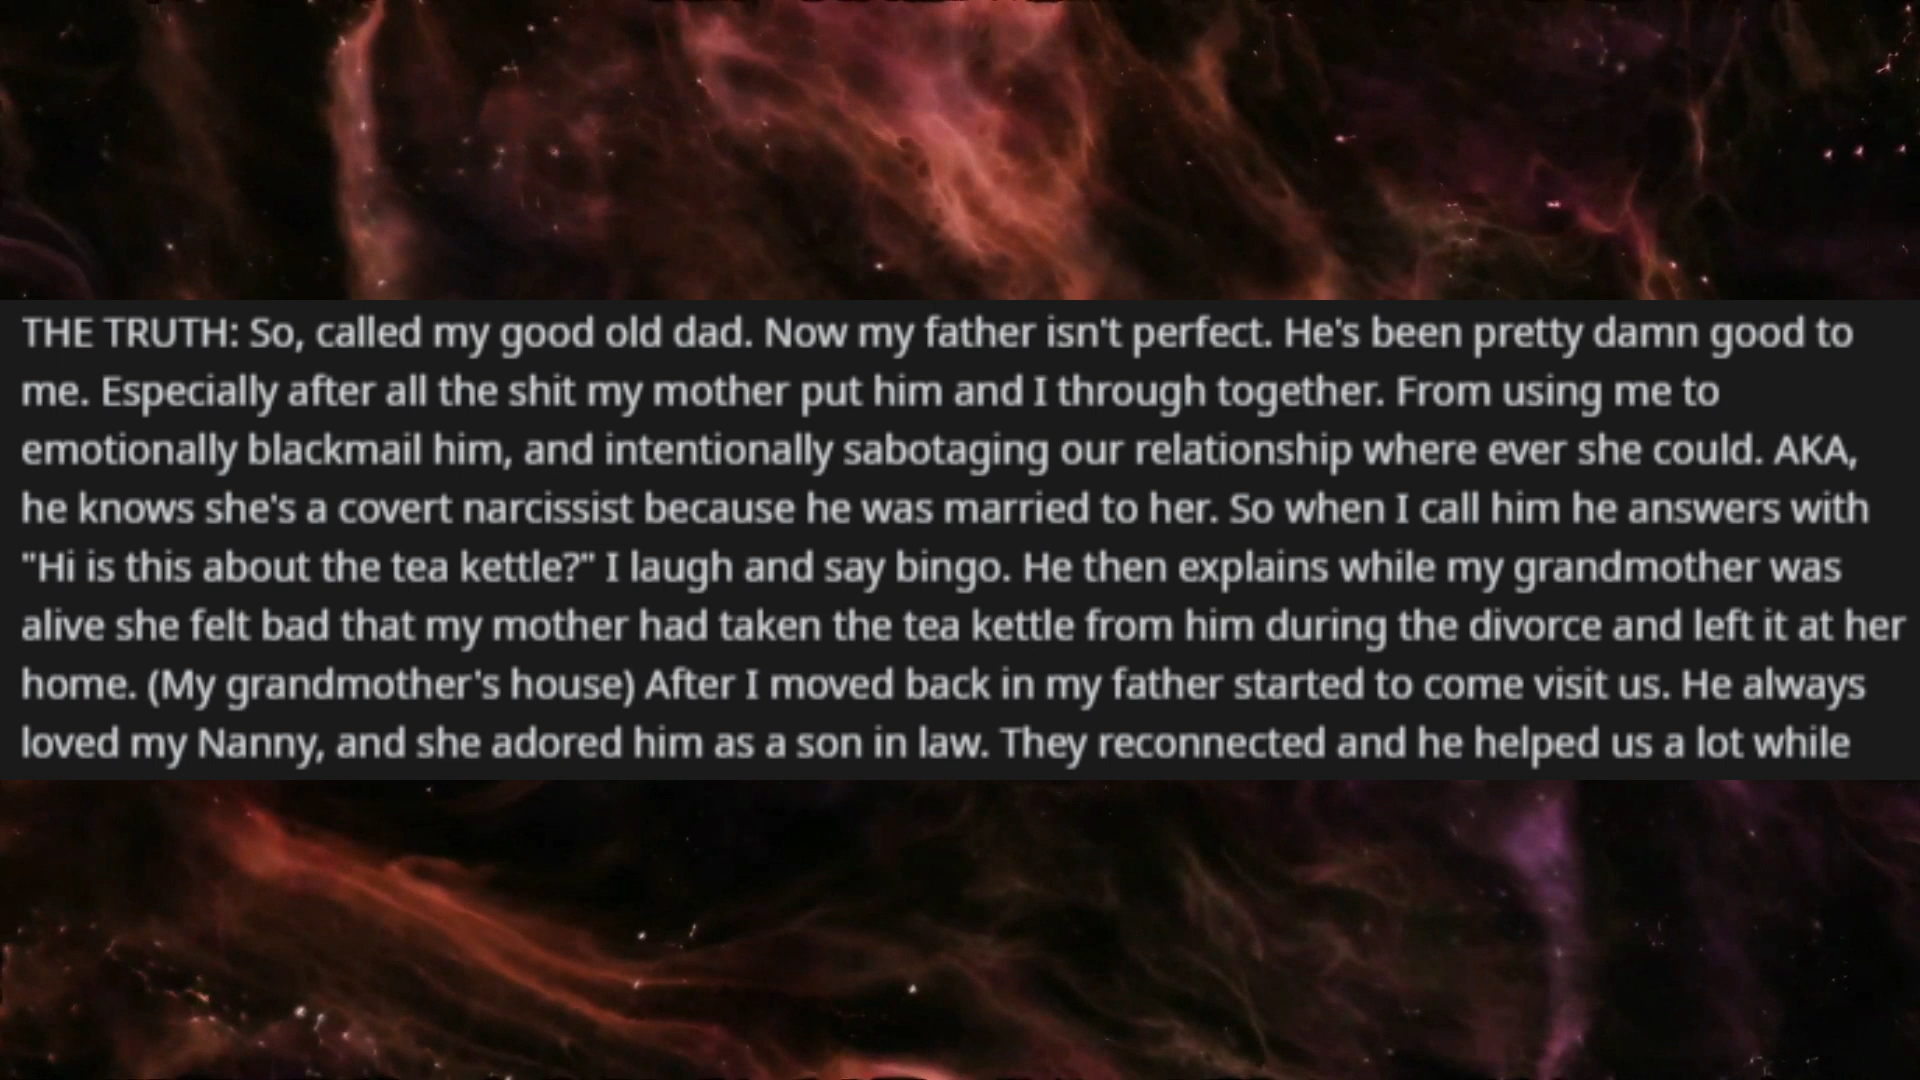 THE TRUTH: So, called my good old dad. Now my father isn't perfect. He's been pretty damn good to
me. Especially after all the shit my mother put him and I through together. From using me to
emotionally blackmail him, and intentionally sabotaging our relationship where ever she could. AKA,
he knows she's a covert narcissist because he was married to her. So when I call him he answers with
"Hi is this about the tea kettle?" I laugh and say bingo. He then explains while my grandmother was
alive she felt bad that my mother had taken the tea kettle from him during the divorce and left it at her
home. (My grandmother's house) After I moved back in my father started to come visit us. He always
loved my Nanny, and she adored him as a son in law. They reconnected and he helped us a lot while